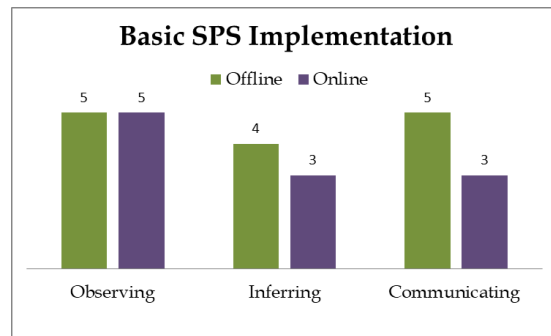 Basic SPS Implementation
Offline Online
5 5 4 3 5 3
Observing Inferring Communicating